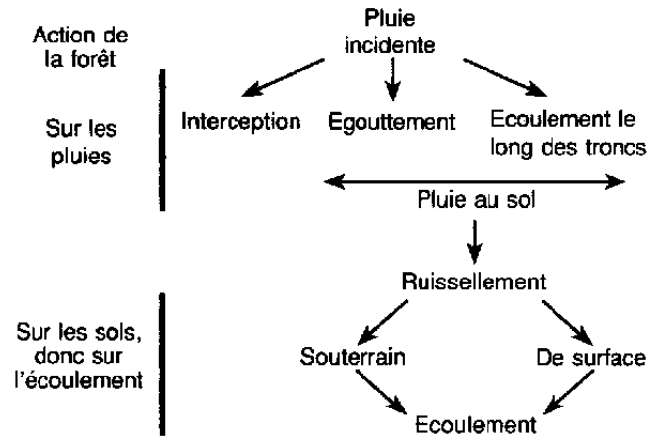 Action de
la forêt
Pluie
incidente
Sur les
pluies
Interception
Egouttement
Ecoulement le
long des troncs
Pluie au sol
Ruissellement
Sur les sols,
donc sur
l'écoulement
Souterrain
De surface
Ecoulement